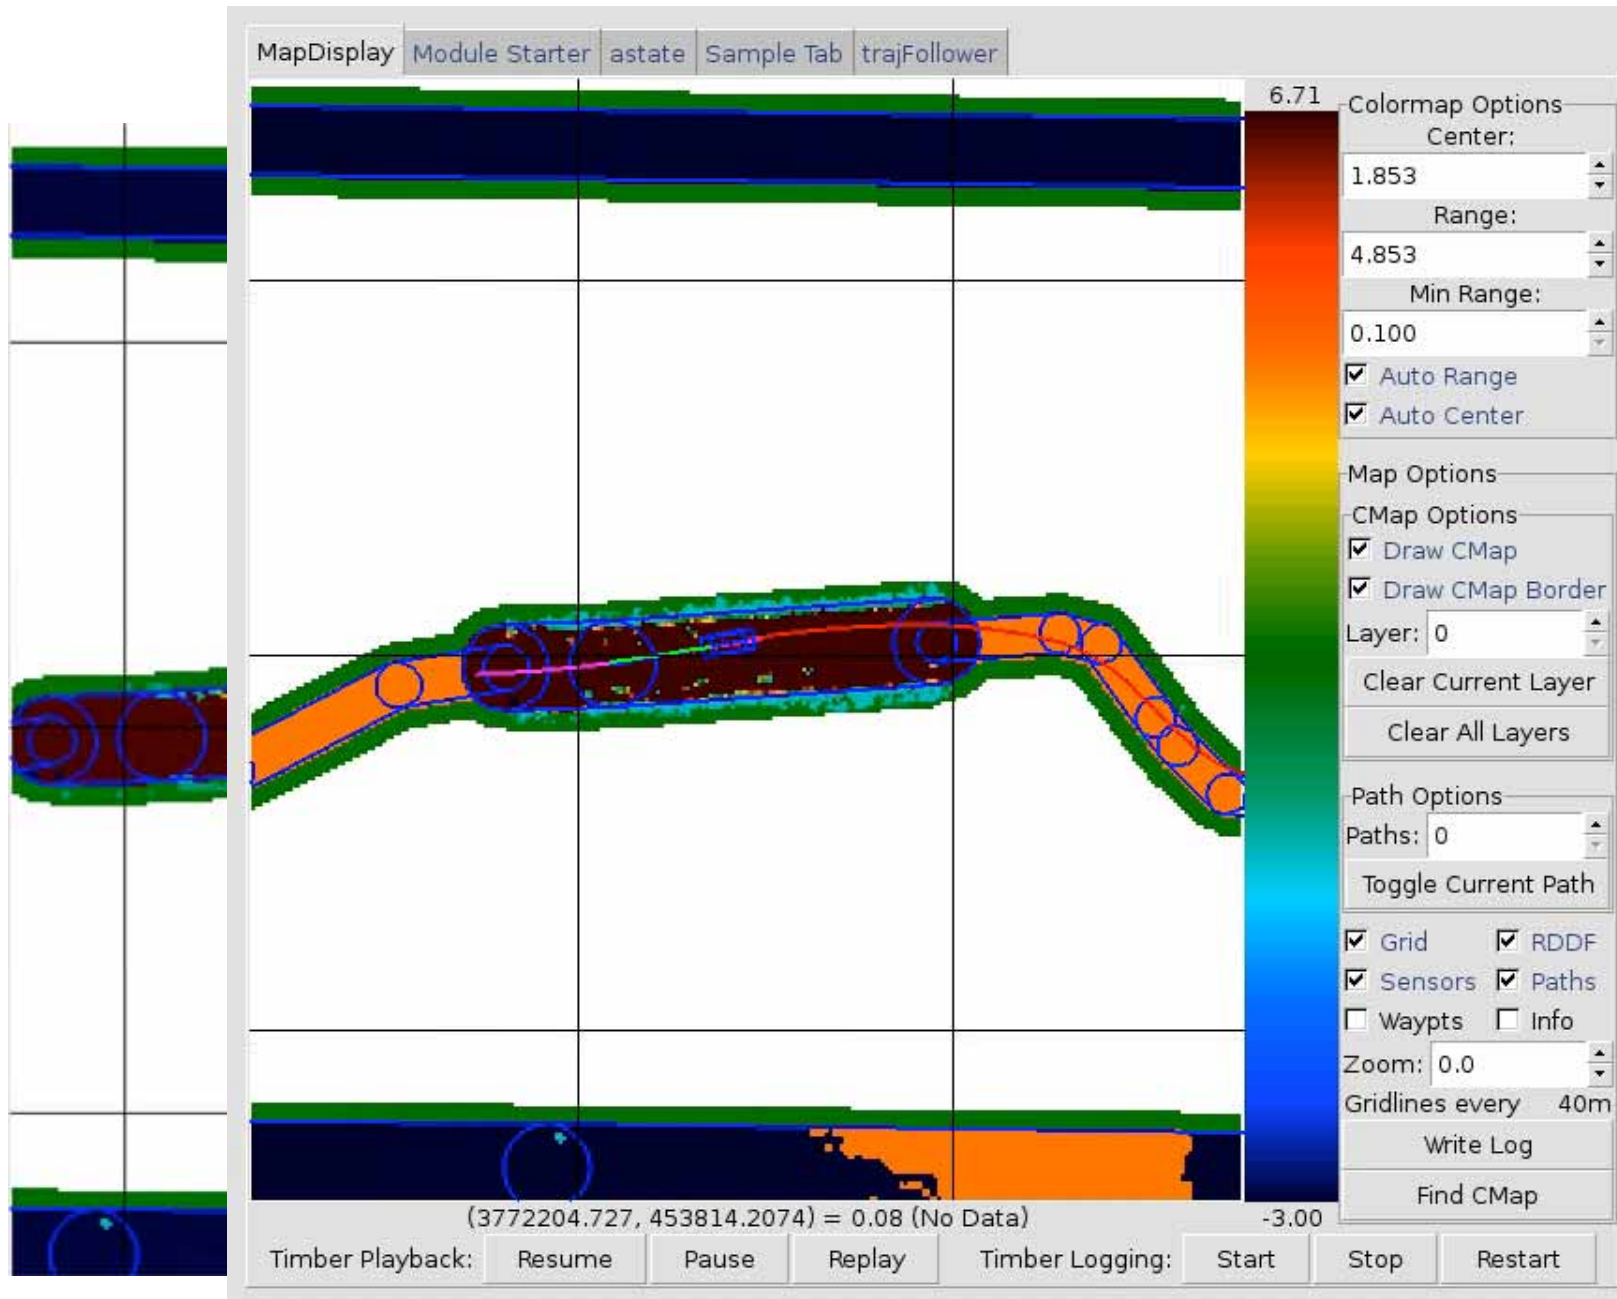 MapDisplay Module Starter astate Sample Tab trajFollower
6.71
Colormap Options
Center:
1.853
Range:
4.853
Min Range:
0.100
Auto Range
Auto Center
Map Options
CMap Options
Draw CMap
Draw CMap Border
Layer: 0
Clear Current Layer
Clear All Layers
Path Options
Paths: 0
Toggle Current Path
Grid RDDF
Sensors Paths
Waypts Info
Zoom: 0.0
Gridlines every 40m
Write Log
Find CMap
(3772204.727, 453814.2074) = 0.08 (No Data) -3.00
Timber Playback: Resume Pause Replay Timber Logging: Start Stop Restart